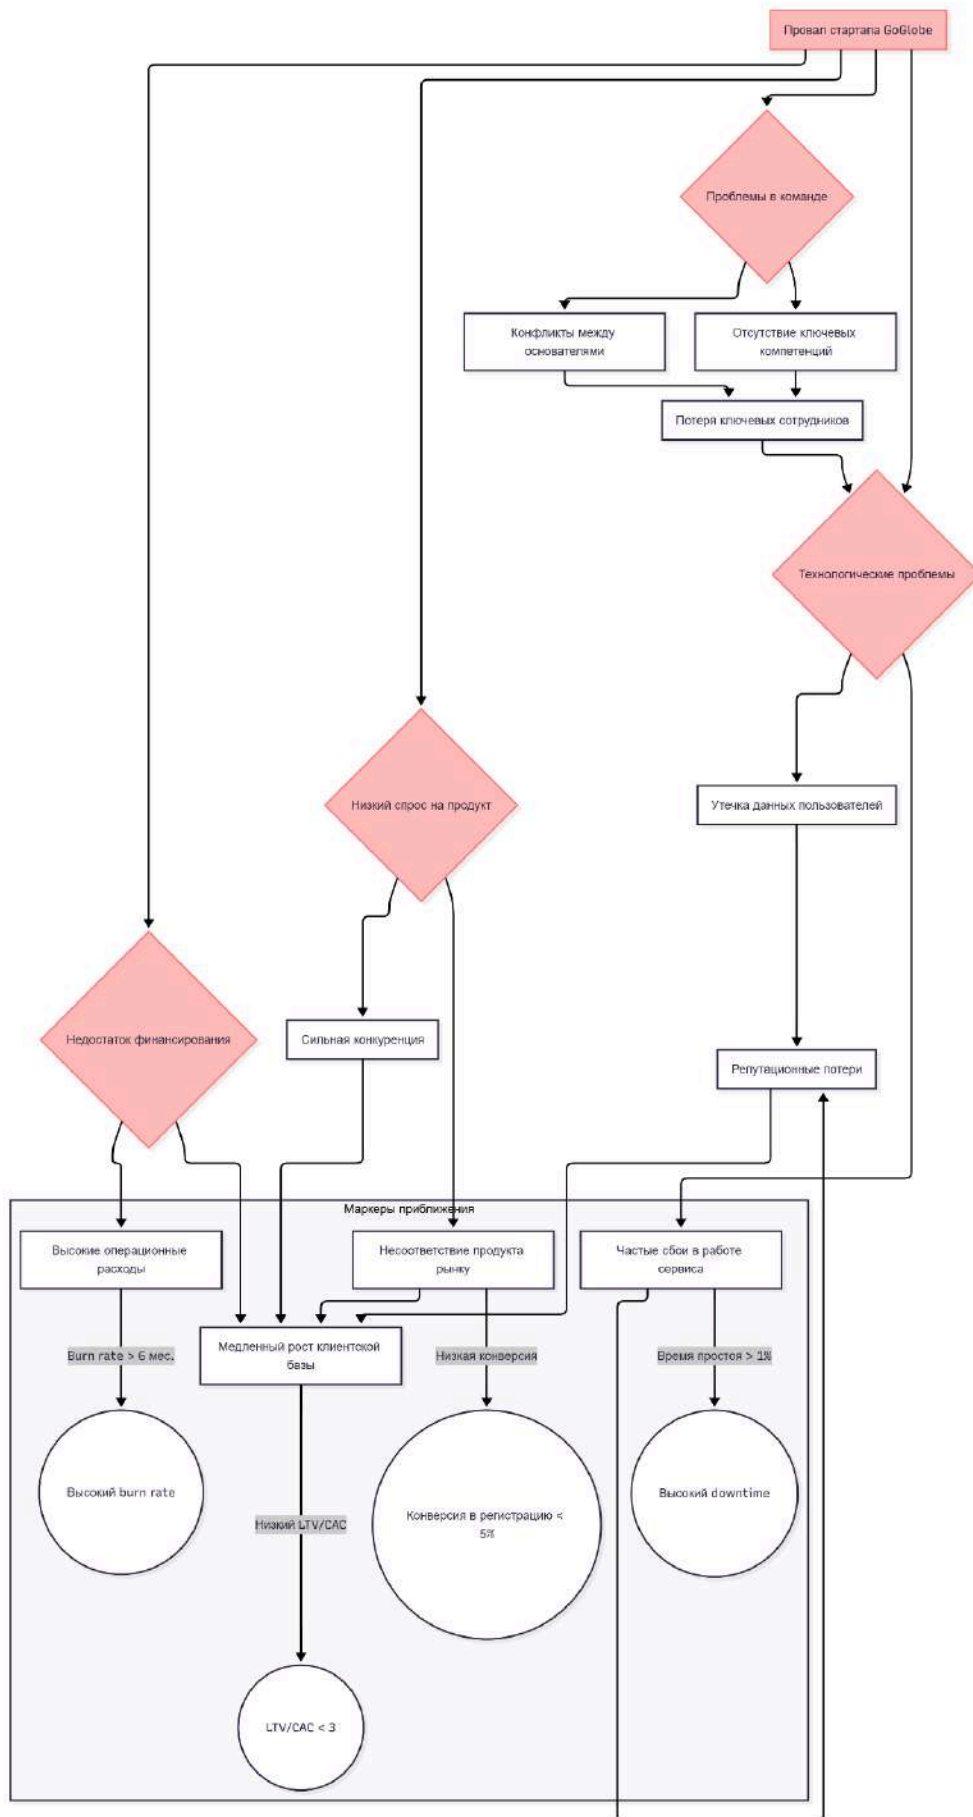 Провал стартапа GoGlobe
Проблемы в команде
Конфликты между
основателями
Отсутствие ключевых
компетенций
Потеря ключевых сотрудников
Технологические проблемы
Низкий спрос на продукт
Утечка данных пользователей
Недостаток финансирования
Сильная конкуренция
Репутационные потери
Маркеры приближения
Высокие операционные
расходы
Несоответствие продукта
рынку
Частые сбои в работе
сервиса
Медленный рост клиентской
базы
Burn rate > 6 мес.
Низкая конверсия
Время простоя > 1%
Высокий burn rate
Конверсия в регистрацию <
5%
Высокий downtime
Низкий LTV/CAC
LTV/CAC < 3